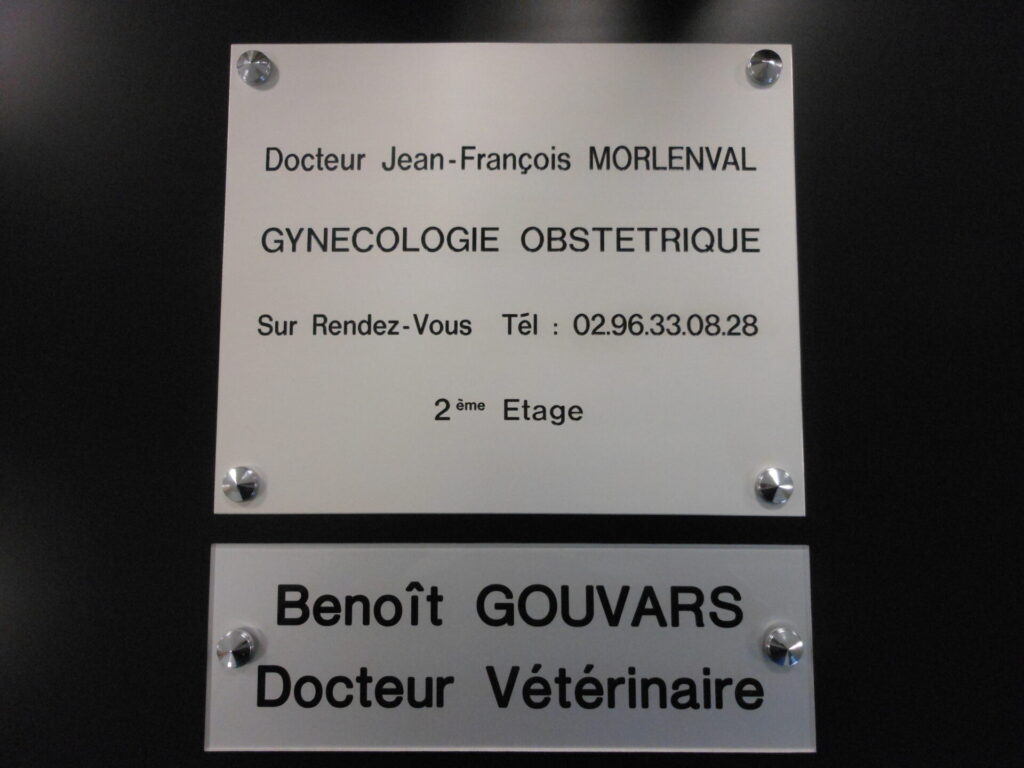 Docteur Jean-François MORLENVAL
GYNECOLOGIE OBSTETRIQUE
Sur Rendez-Vous Tél : 02.96.33.08.28
2ème Etage
Benoît GOUVARS
Docteur Vétérinaire